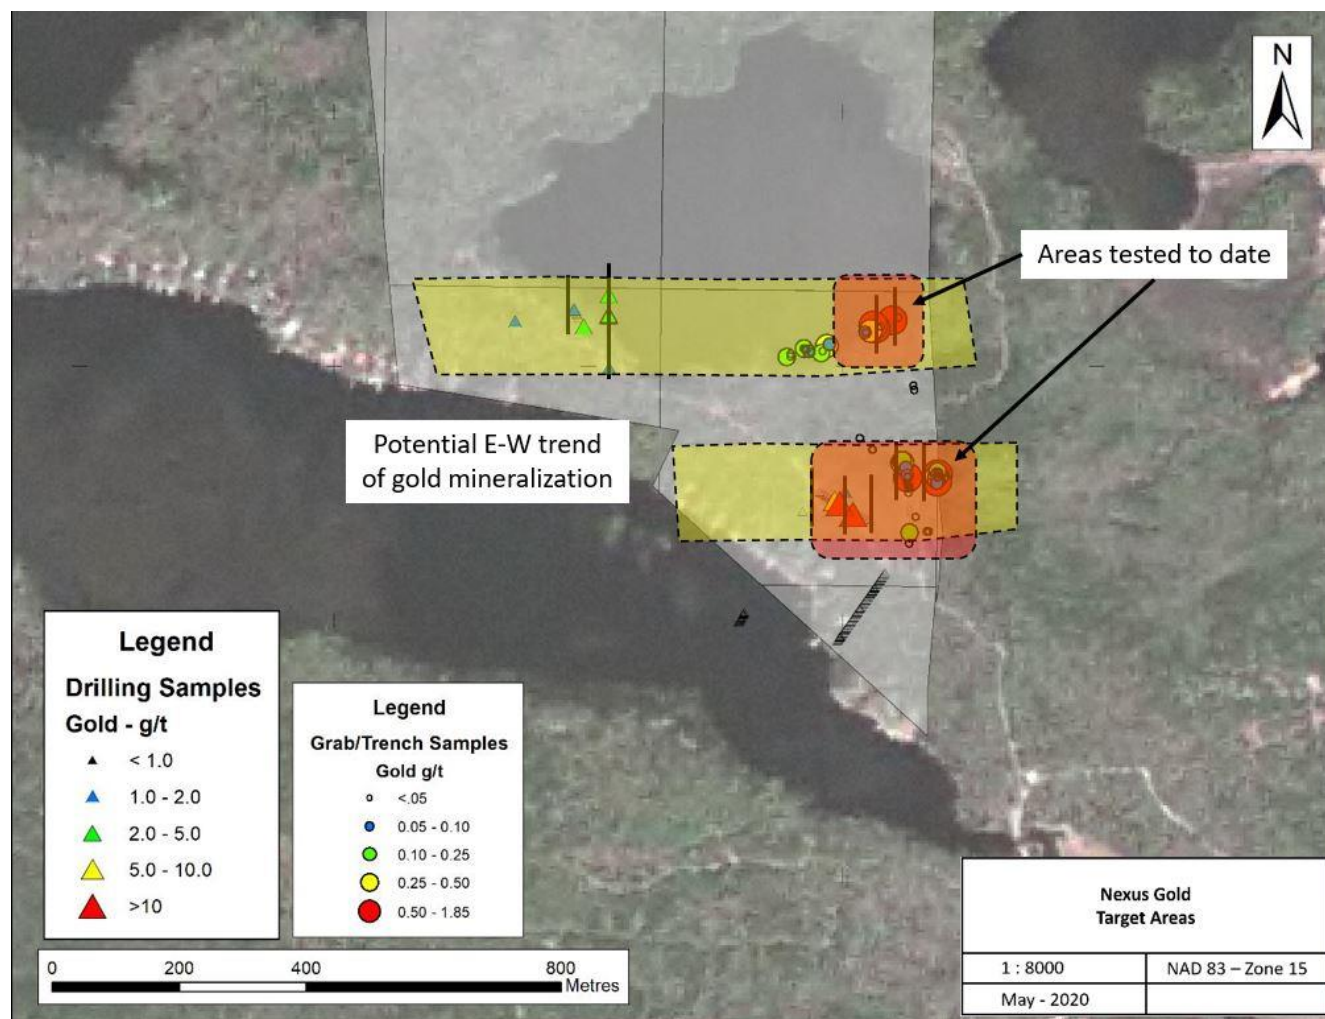 N
Areas tested to date
Potential E-W trend
of gold mineralization
Legend
Drilling Samples
Gold - g/t
< 1.0
1.0 - 2.0
2.0 - 5.0
5.0 - 10.0
>10
Legend
Grab/Trench Samples
Gold g/t
<.05
0.05 - 0.10
0.10 - 0.25
0.25 - 0.50
0.50 - 1.85
0 200 400 800
Metres
Nexus Gold
Target Areas
1 : 8000 NAD 83 – Zone 15
May - 2020